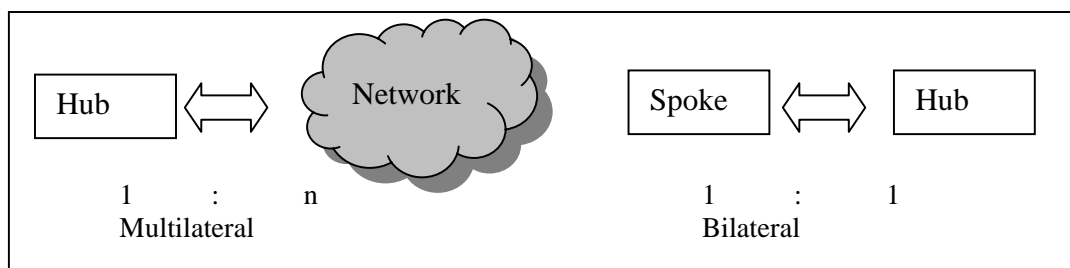 Hub
Network
Spoke
Hub
1 : n
Multilateral
1 : 1
Bilateral